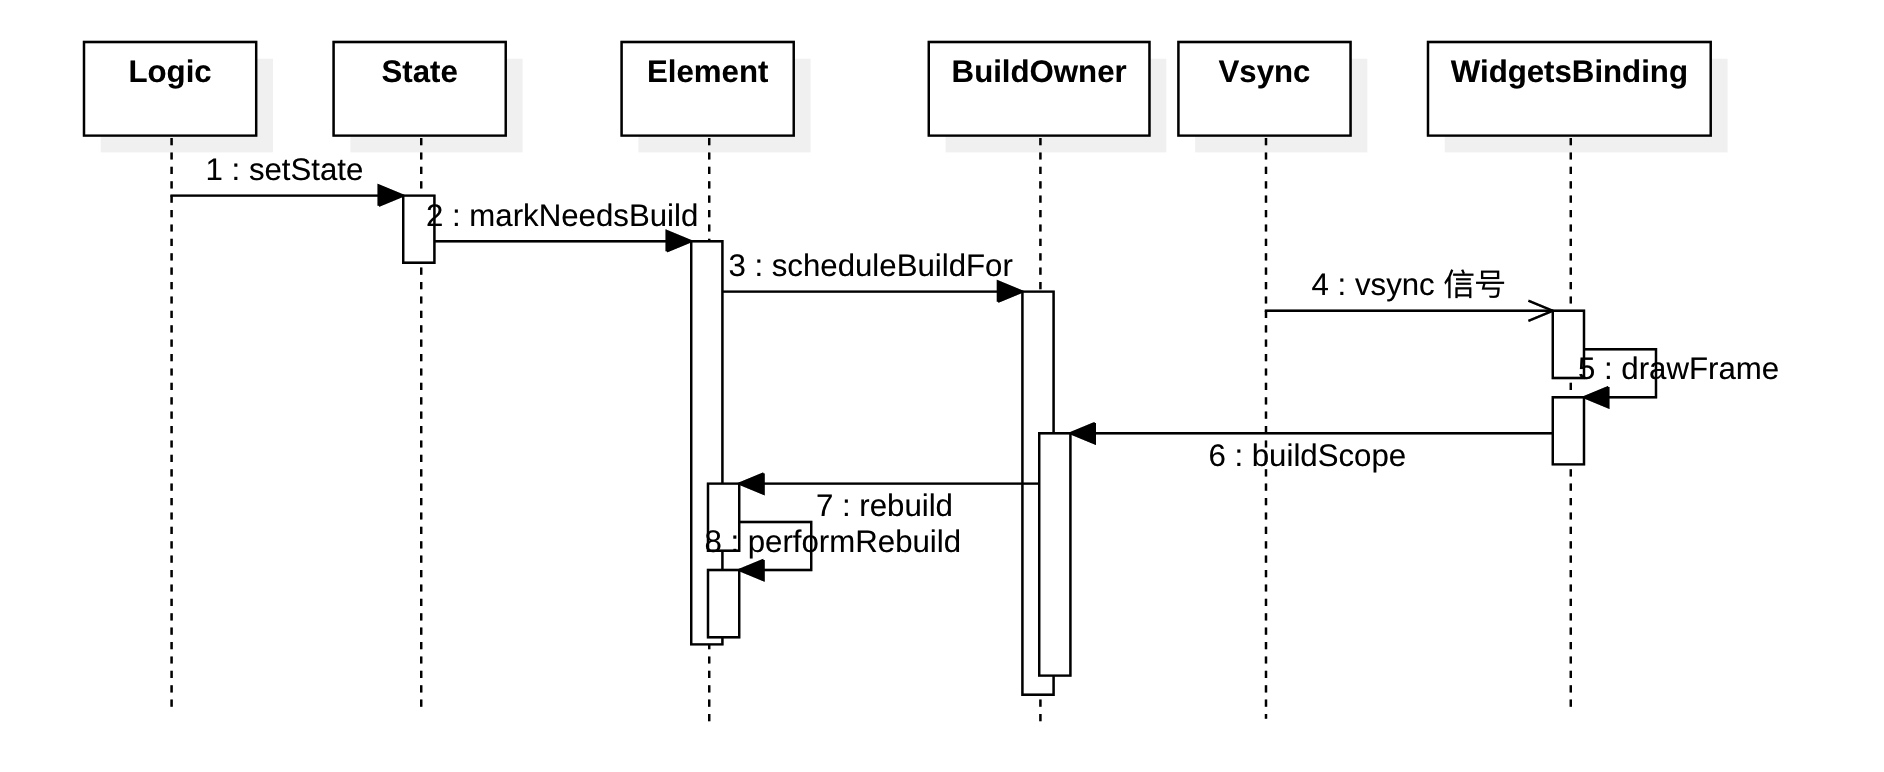 Logic
State
Element
BuildOwner
Vsync
WidgetsBinding
1 : setState
2 : markNeedsBuild
3 : scheduleBuildFor
4 : vsync 信号
5 : drawFrame
6 : buildScope
7 : rebuild
8 : performRebuild